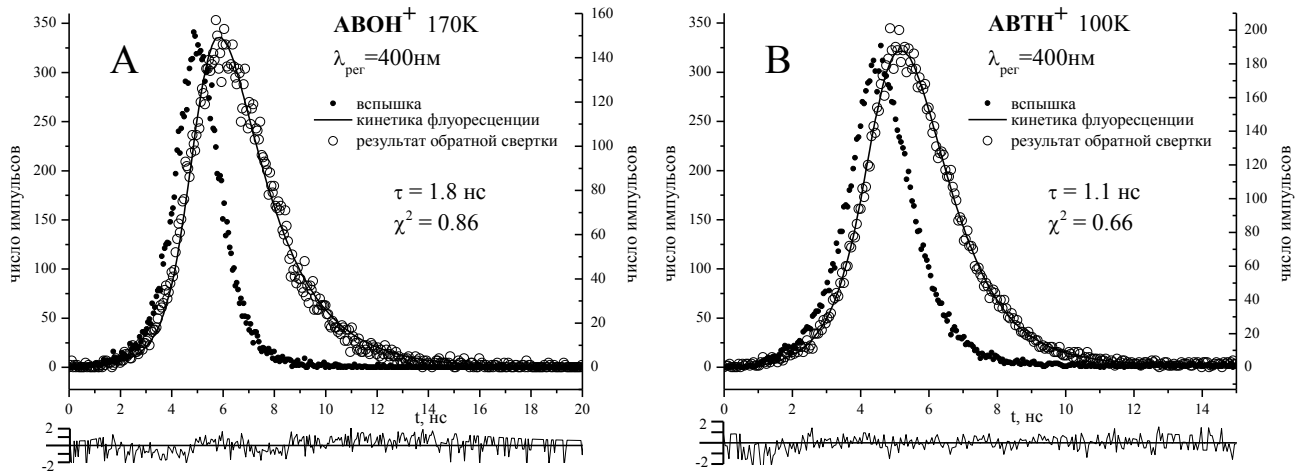 A
ABOH+ 170K
λрег=400нм
вспышка
кинетика флуоресценции
результат обратной свертки
τ = 1.8 нс
χ2 = 0.86
число импульсов
350
300
250
200
150
100
50
0
160
140
120
100
80
60
40
20
0
число импульсов
0 2 4 6 8 10 12 14 16 18 20
t, нс
2
-2
B
ABTH+ 100K
λрег=400нм
вспышка
кинетика флуоресценции
результат обратной свертки
τ = 1.1 нс
χ2 = 0.66
число импульсов
350
300
250
200
150
100
50
0
200
180
160
140
120
100
80
60
40
20
0
число импульсов
0 2 4 6 8 10 12 14
t, нс
2
-2